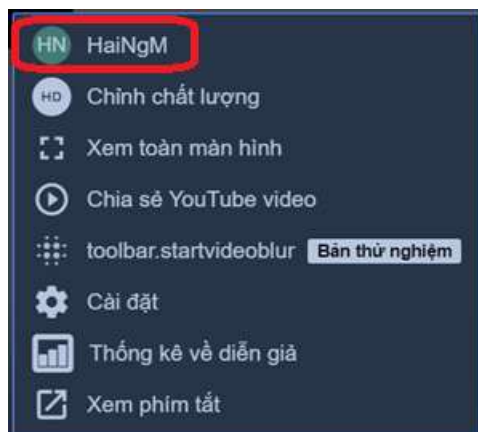 HN HaiNgM
HD Chỉnh chất lượng
Xem toàn màn hình
Chia sẻ YouTube video
toolbar.startvideoblur Bản thử nghiệm
Cài đặt
Thống kê về diễn giả
Xem phím tắt